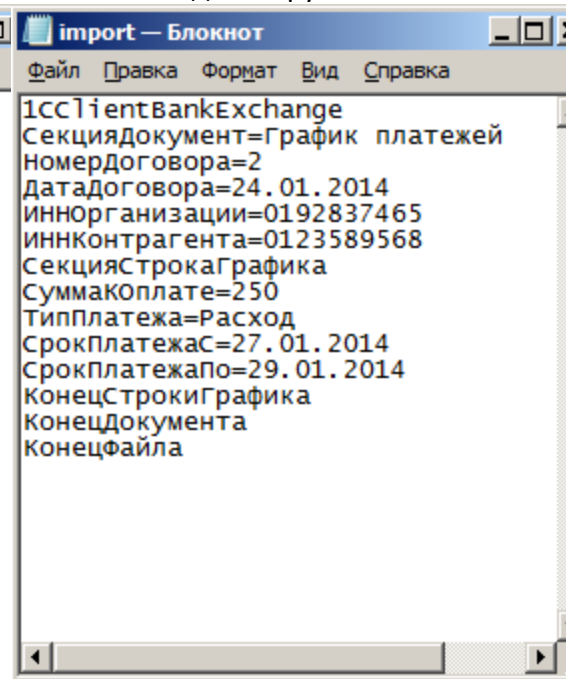 import — Блокнот
Файл Правка Формат Вид Справка
1CClientBankExchange
СекцияДокумент=График платежей
НомерДоговора=2
ДатаДоговора=24.01.2014
ИННОрганизации=0192837465
ИННКонтрагента=0123589568
СекцияСтрокаГрафика
СуммаКОплате=250
ТипПлатежа=Расход
СрокПлатежаС=27.01.2014
СрокПлатежаПо=29.01.2014
КонецСтрокиГрафика
КонецДокумента
КонецФайла